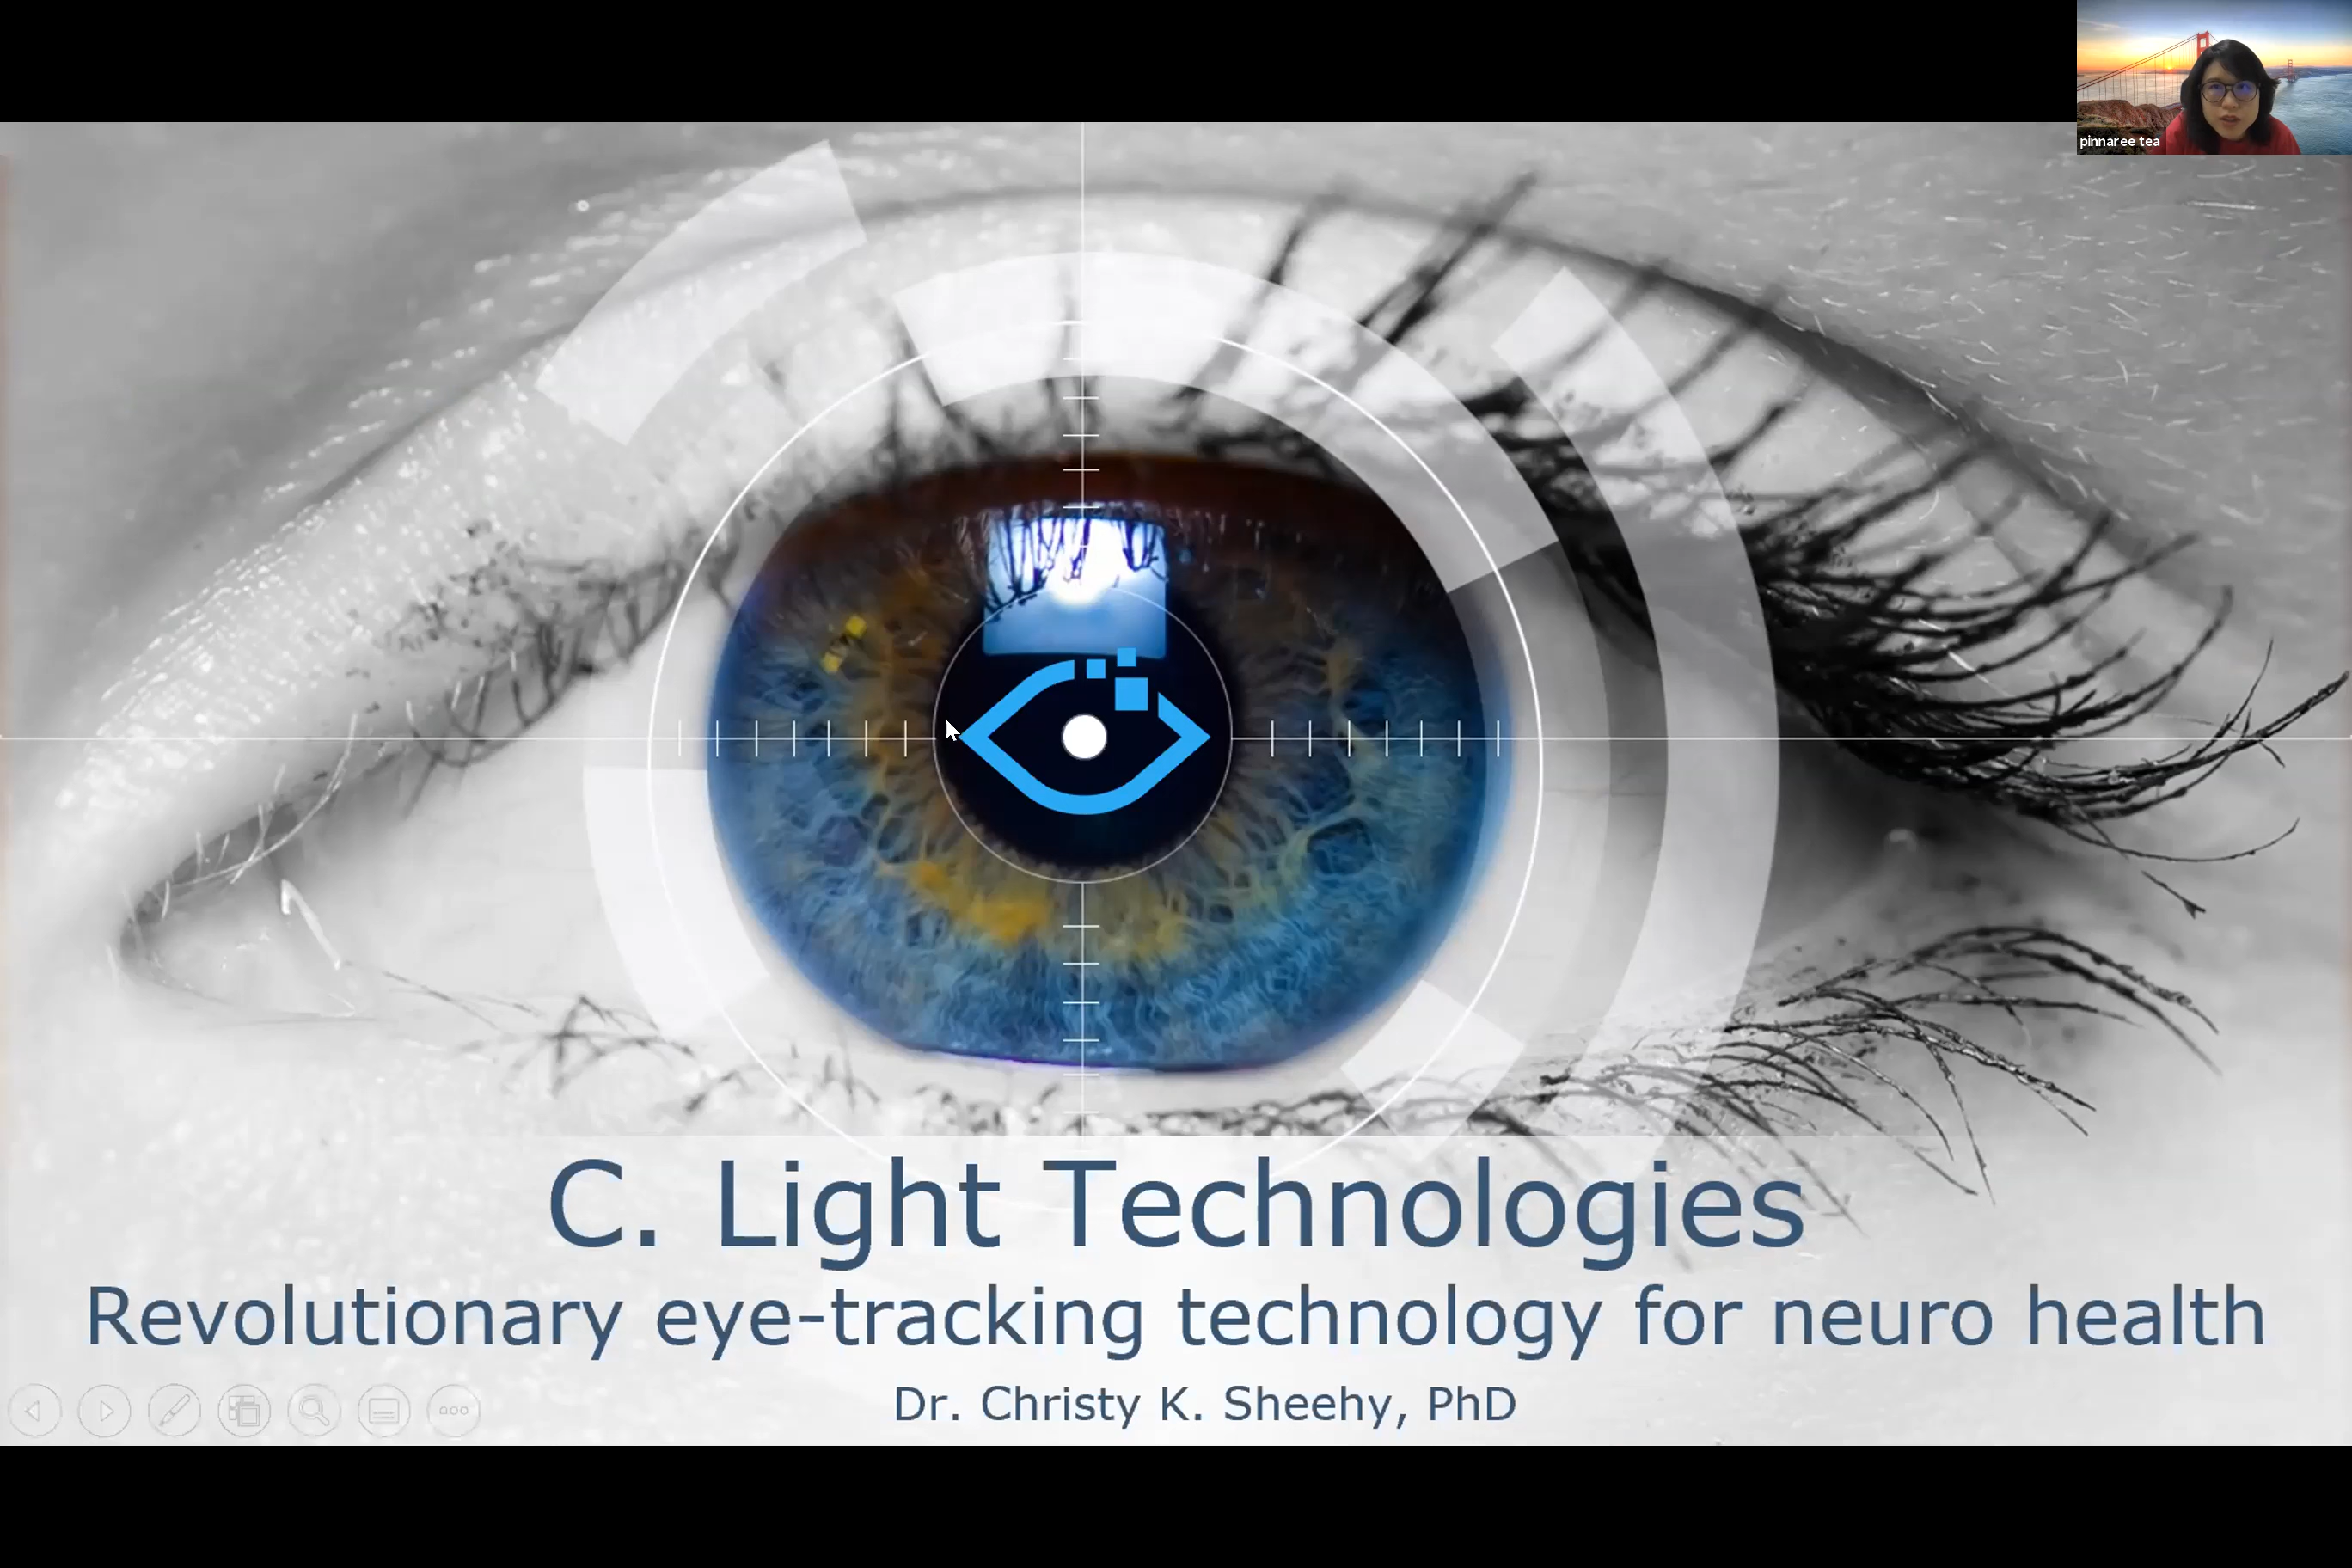 pinnaree tea
C. Light Technologies
Revolutionary eye-tracking technology for neuro health
Dr. Christy K. Sheehy, PhD